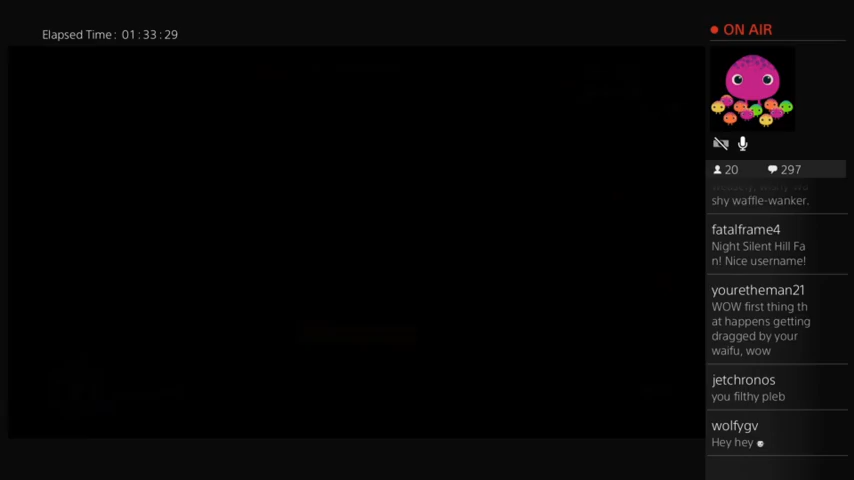 Elapsed Time: 01:33:29
ON AIR
20 297
shy waffle-wanker.
fatalframe4
Night Silent Hill Fa
n! Nice username!
youretheman21
WOW first thing th
at happens getting
dragged by your
waifu, wow
jetchronos
you filthy pleb
wolfygv
Hey hey